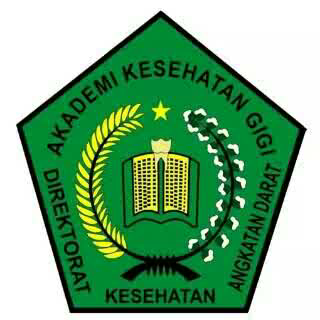 AKADEMI KESEHATAN GIGI
DIREKTORAT
KESEHATAN
ANGKATAN DARAT